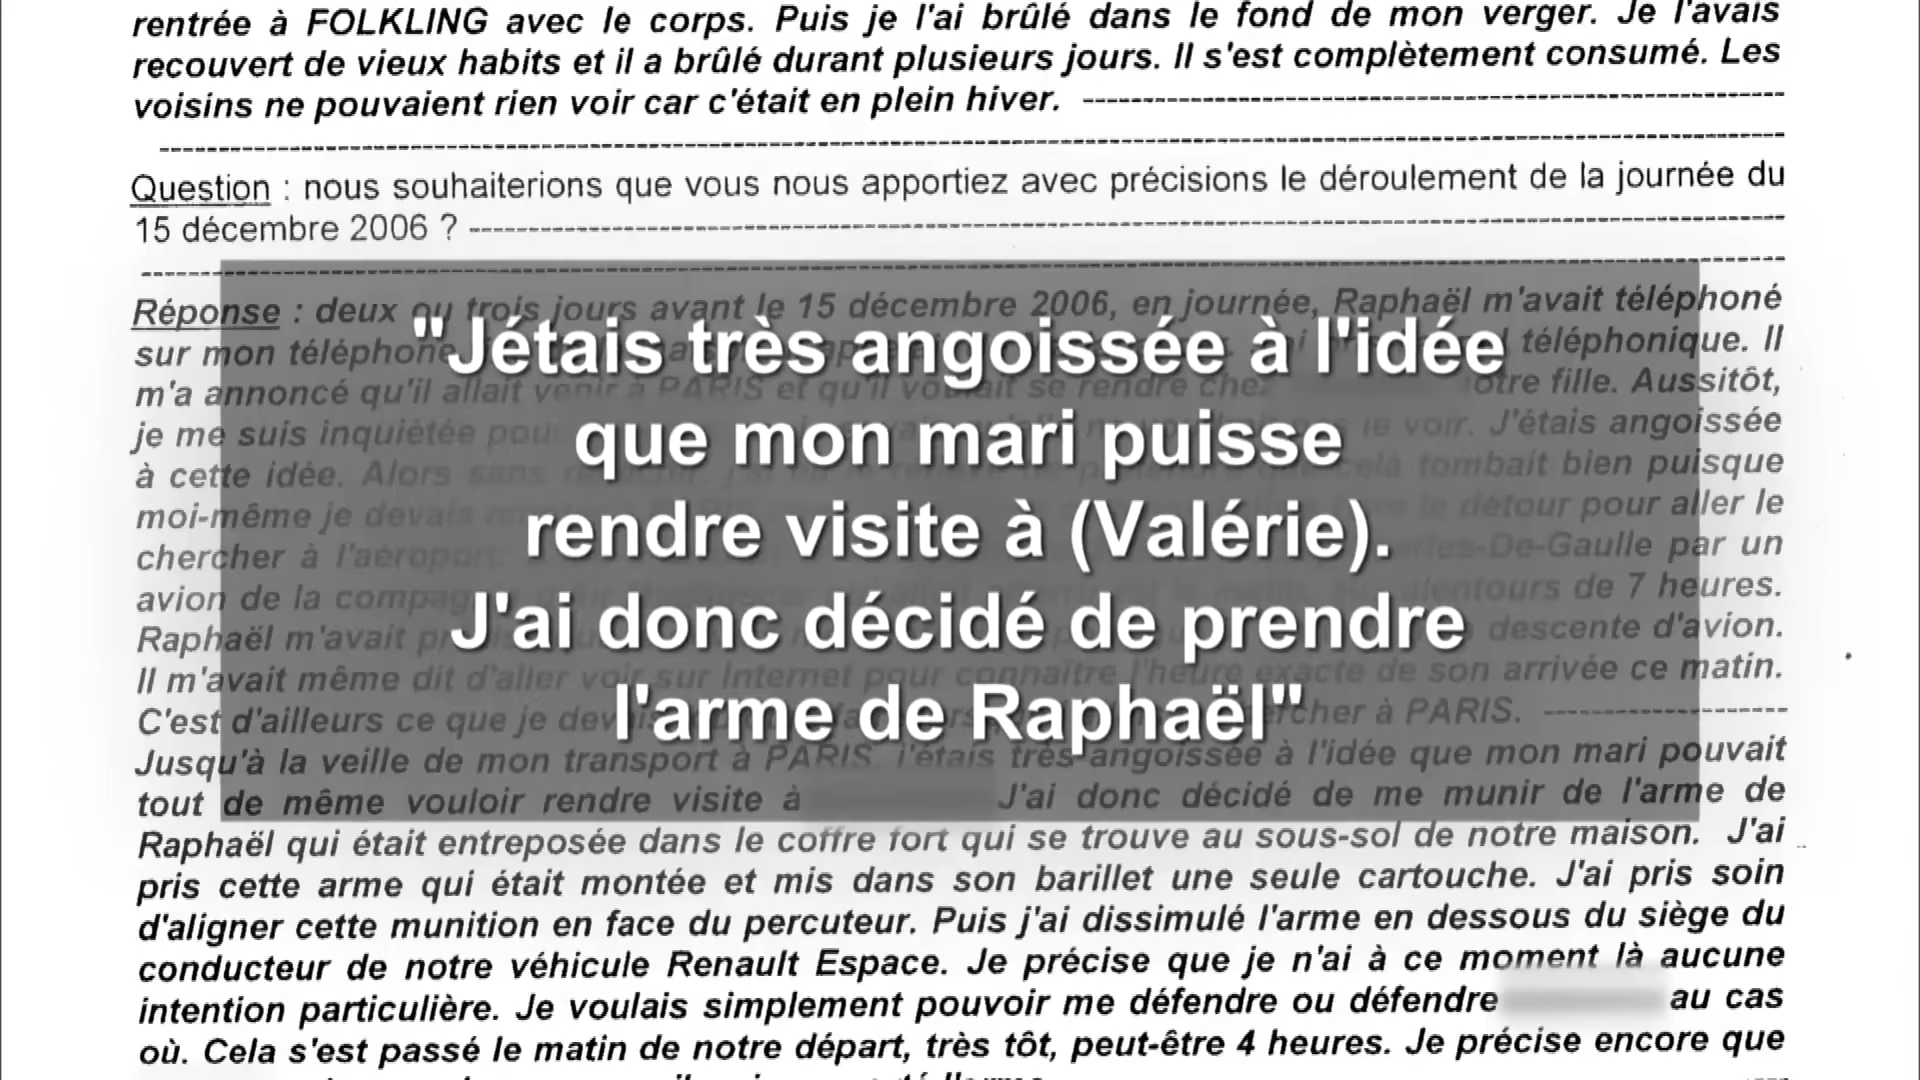 rentrée à FOLKLING avec le corps. Puis je l'ai brûlé dans le fond de mon verger. Je l'avais
recouvert de vieux habits et il a brûlé durant plusieurs jours. Il s'est complètement consumé. Les
voisins ne pouvaient rien voir car c'était en plein hiver.
Question : nous souhaiterions que vous nous apportiez avec précisions le déroulement de la journée du
15 décembre 2006 ?
Réponse : deux ou trois jours avant le 15 décembre 2006, en journée, Raphaël m'avait téléphoné
"Jétais très angoissée à l'idée
sur mon téléphone téléphonique. Il
m'a annoncé qu'il allait venir à PARIS et qu'il voulait se rendre chez fille. Aussitôt,
je me suis inquiétée le voir. J'étais angoissée
que mon mari puisse
à cette idée. Alors sans celà tombait bien puisque
moi-même je devais le détour pour aller le
rendre visite à (Valérie).
chercher à l'aéroport. De-Gaulle par un
avion de la 7 heures.
J'ai donc décidé de prendre
Raphaël m'avait descente d'avion.
Il m'avait même dit d'aller voir sur Internet pour connaître l'heure exacte de son arrivée ce matin.
l'arme de Raphaël"
C'est d'ailleurs ce que je à PARIS.
Jusqu'à la veille de mon transport à PARIS, j'étais très angoissée à l'idée que mon mari pouvait
tout de même vouloir rendre visite à J'ai donc décidé de me munir de l'arme de
Raphaël qui était entreposée dans le coffre fort qui se trouve au sous-sol de notre maison. J'ai
pris cette arme qui était montée et mis dans son barillet une seule cartouche. J'ai pris soin
d'aligner cette munition en face du percuteur. Puis j'ai dissimulé l'arme en dessous du siège du
conducteur de notre véhicule Renault Espace. Je précise que je n'ai à ce moment là aucune
intention particulière. Je voulais simplement pouvoir me défendre ou défendre au cas
où. Cela s'est passé le matin de notre départ, très tôt, peut-être 4 heures. Je précise encore que